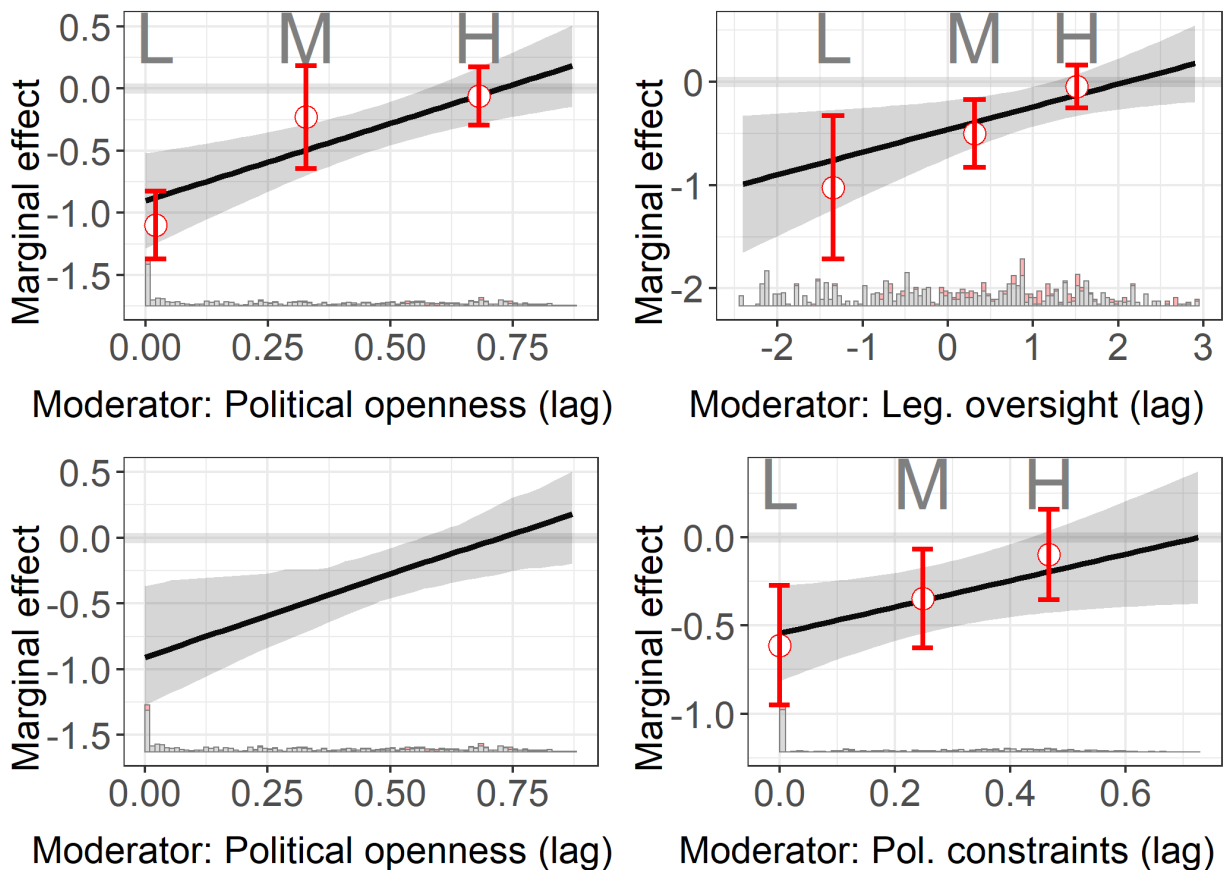 L M H
0.5
0.0
-0.5
-1.0
-1.5
Marginal effect
0.00 0.25 0.50 0.75
Moderator: Political openness (lag)
L M H
0
-1
-2
Marginal effect
-2 -1 0 1 2 3
Moderator: Leg. oversight (lag)
0.5
0.0
-0.5
-1.0
-1.5
Marginal effect
0.00 0.25 0.50 0.75
Moderator: Political openness (lag)
L M H
0.0
-0.5
-1.0
Marginal effect
0.0 0.2 0.4 0.6
Moderator: Pol. constraints (lag)